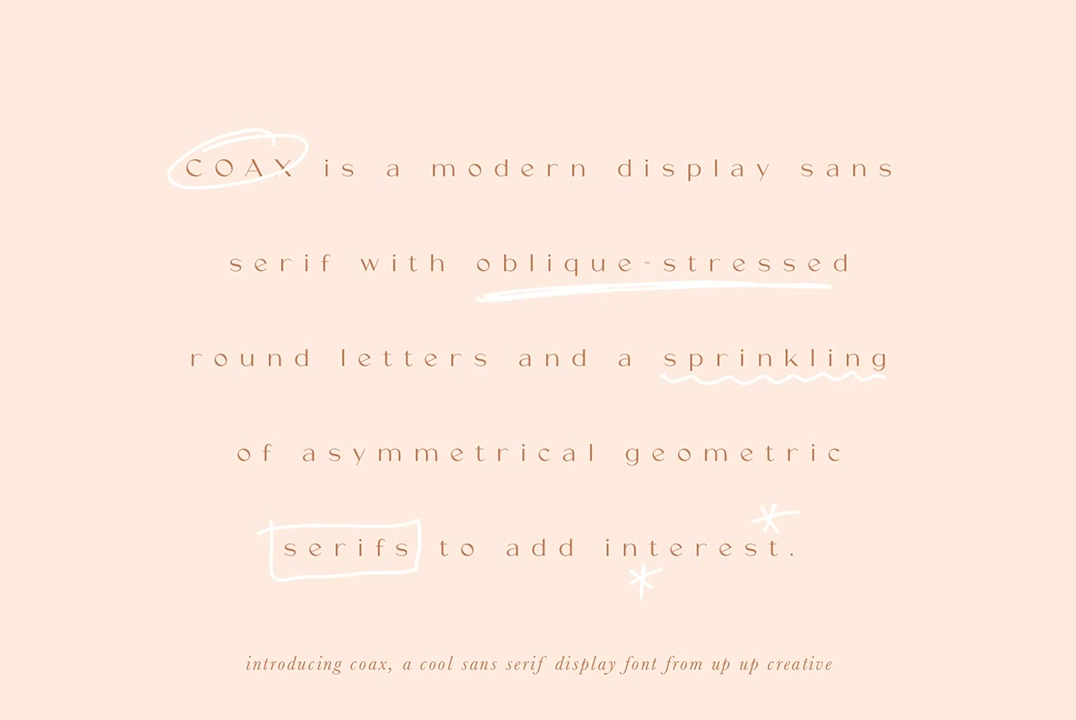 COAX is a modern display sans
serif with oblique-stressed
round letters and a sprinkling
of asymmetrical geometric
serifs to add interest.
introducing coax, a cool sans serif display font from up up creative